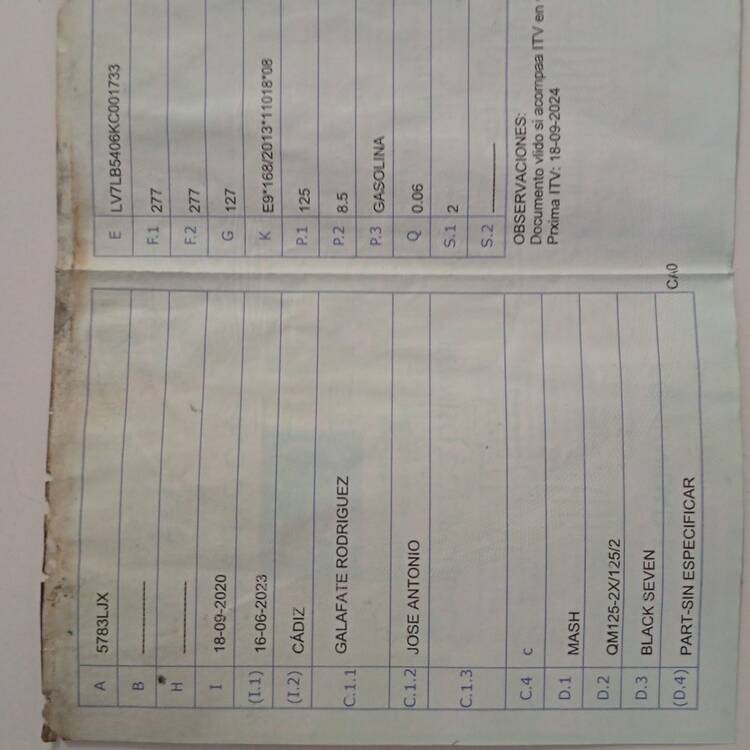 A 5783LJX
B ----------
H ----------
I 18-09-2020
(I.1) 16-06-2023
(I.2) CÁDIZ
C.1.1 GALAFATE RODRIGUEZ
C.1.2 JOSE ANTONIO
C.1.3
C.4 c
D.1 MASH
D.2 QM125-2X/125/2
D.3 BLACK SEVEN
(D.4) PART-SIN ESPECIFICAR
CA0
E LV7LB5406KC001733
F.1 277
F.2 277
G 127
K E9*168/2013*11018*08
P.1 125
P.2 8.5
P.3 GASOLINA
Q 0.06
S.1 2
S.2 ----------
OBSERVACIONES:
Documento vlido si acompaa ITV en
Prxima ITV: 18-09-2024